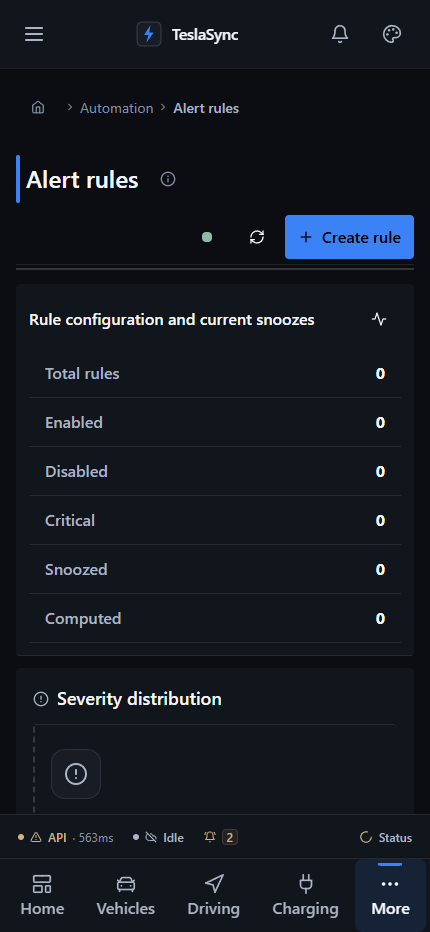 TeslaSync
Automation Alert rules
Alert rules
Create rule
Rule configuration and current snoozes
Total rules 0
Enabled 0
Disabled 0
Critical 0
Snoozed 0
Computed 0
Severity distribution
API · 563ms Idle 2 Status
Home Vehicles Driving Charging More